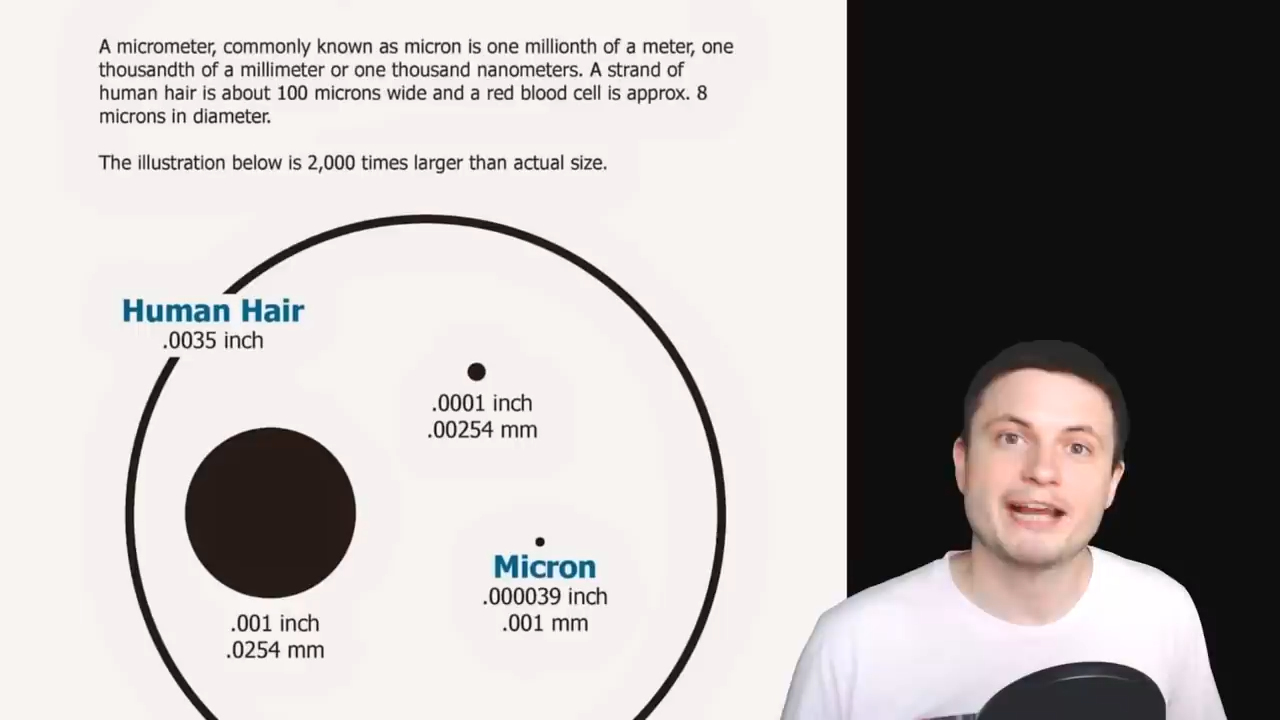 A micrometer, commonly known as micron is one millionth of a meter, one
thousandth of a millimeter or one thousand nanometers. A strand of
human hair is about 100 microns wide and a red blood cell is approx. 8
microns in diameter.
The illustration below is 2,000 times larger than actual size.
Human Hair
.0035 inch
.0001 inch
.00254 mm
Micron
.000039 inch
.001 mm
.001 inch
.0254 mm